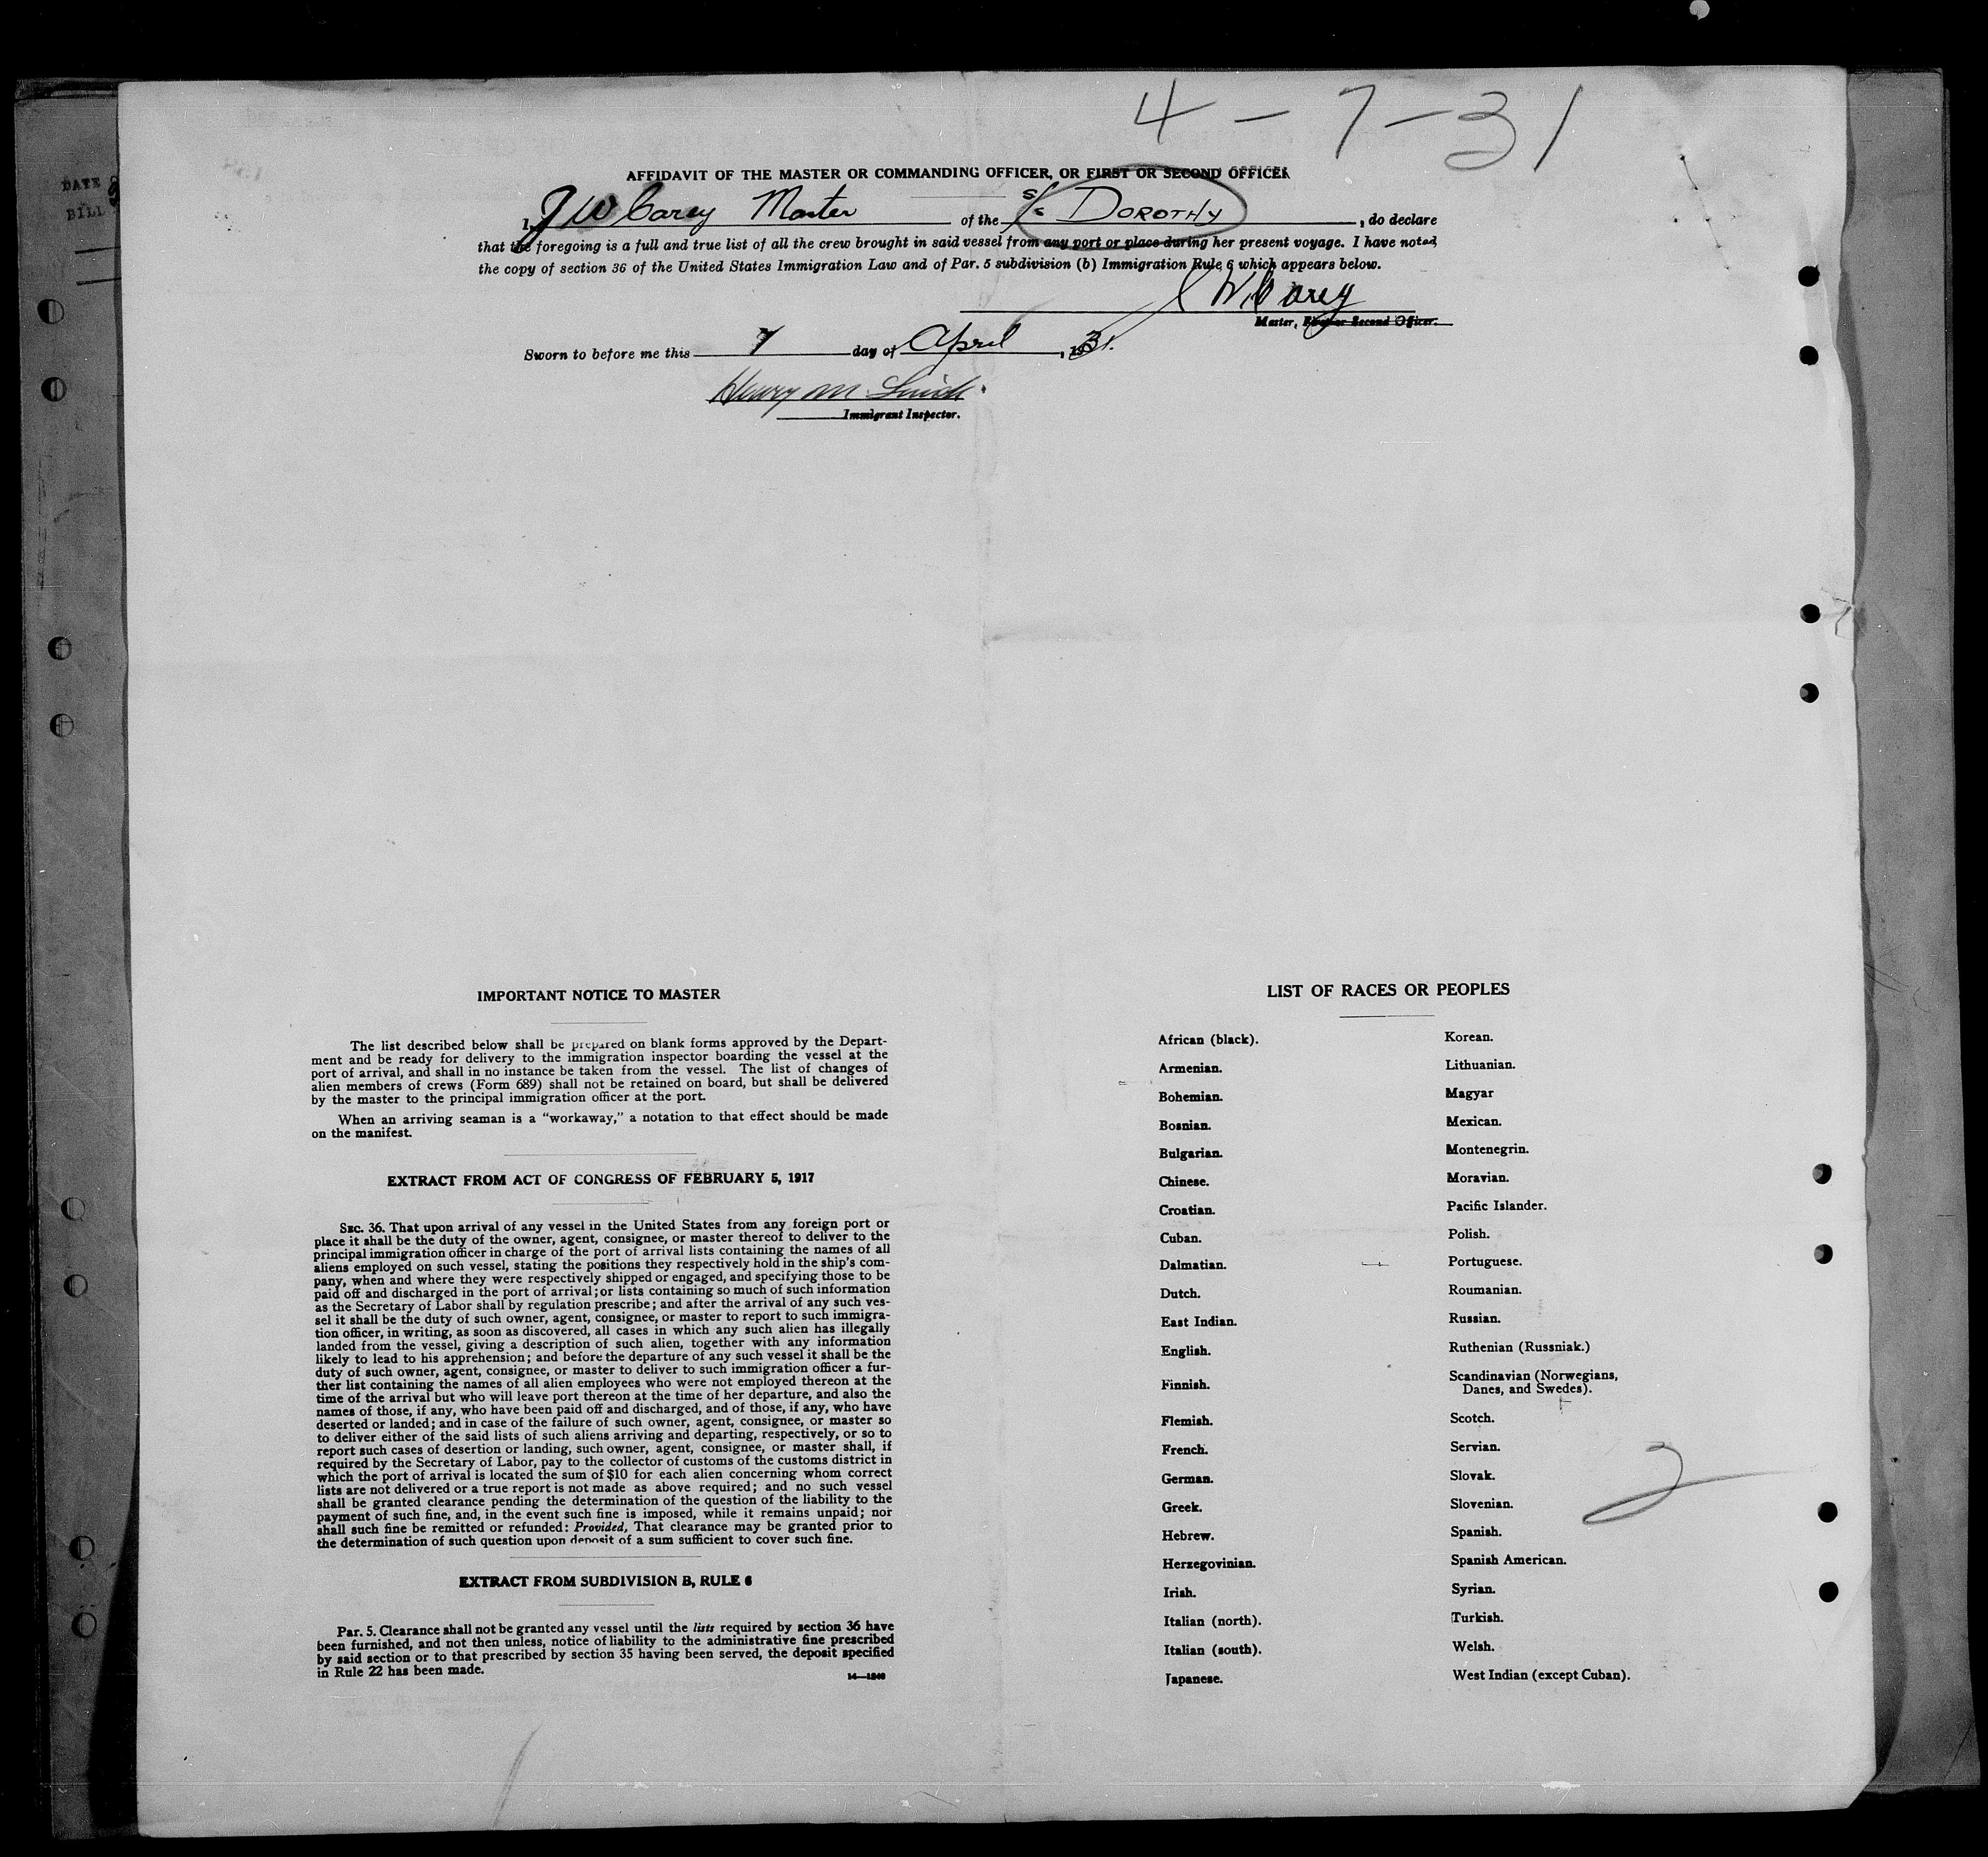 4 - 7 - 31
DATE
BILL
AFFIDAVIT OF THE MASTER OR COMMANDING OFFICER, OR FIRST OR SECOND OFFICER
I, J W Carey Master of the S/S DOROTHY, do declare
that the foregoing is a full and true list of all the crew brought in said vessel from any port or place during her present voyage. I have noted
the copy of section 36 of the United States Immigration Law and of Par. 5 subdivision (b) Immigration Rule 6 which appears below.
J W Carey
Master, First or Second Officer.
Sworn to before me this 7 day of April, 1931.
Henry M
Immigrant Inspector.
IMPORTANT NOTICE TO MASTER
The list described below shall be prepared on blank forms approved by the Depart-
ment and be ready for delivery to the immigration inspector boarding the vessel at the
port of arrival, and shall in no instance be taken from the vessel. The list of changes of
alien members of crews (Form 689) shall not be retained on board, but shall be delivered
by the master to the principal immigration officer at the port.
When an arriving seaman is a “workaway,” a notation to that effect should be made
on the manifest.
EXTRACT FROM ACT OF CONGRESS OF FEBRUARY 5, 1917
SEC. 36. That upon arrival of any vessel in the United States from any foreign port or
place it shall be the duty of the owner, agent, consignee, or master thereof to deliver to the
principal immigration officer in charge of the port of arrival lists containing the names of all
aliens employed on such vessel, stating the positions they respectively hold in the ship's com-
pany, when and where they were respectively shipped or engaged, and specifying those to be
paid off and discharged in the port of arrival; or lists containing so much of such information
as the Secretary of Labor shall by regulation prescribe; and after the arrival of any such ves-
sel it shall be the duty of such owner, agent, consignee, or master to report to such immigra-
tion officer, in writing, as soon as discovered, all cases in which any such alien has illegally
landed from the vessel, giving a description of such alien, together with any information
likely to lead to his apprehension; and before the departure of any such vessel it shall be the
duty of such owner, agent, consignee, or master to deliver to such immigration officer a fur-
ther list containing the names of all alien employees who were not employed thereon at the
time of the arrival but who will leave port thereon at the time of her departure, and also the
names of those, if any, who have been paid off and discharged, and of those, if any, who have
deserted or landed; and in case of the failure of such owner, agent, consignee, or master so
to deliver either of the said lists of such aliens arriving and departing, respectively, or so to
report such cases of desertion or landing, such owner, agent, consignee, or master shall, if
required by the Secretary of Labor, pay to the collector of customs of the customs district in
which the port of arrival is located the sum of $10 for each alien concerning whom correct
lists are not delivered or a true report is not made as above required; and no such vessel
shall be granted clearance pending the determination of the question of the liability to the
payment of such fine, and, in the event such fine is imposed, while it remains unpaid; nor
shall such fine be remitted or refunded: Provided, That clearance may be granted prior to
the determination of such question upon deposit of a sum sufficient to cover such fine.
EXTRACT FROM SUBDIVISION B, RULE 6
Par. 5. Clearance shall not be granted any vessel until the lists required by section 36 have
been furnished, and not then unless, notice of liability to the administrative fine prescribed
by said section or to that prescribed by section 35 having been served, the deposit specified
in Rule 22 has been made.
14—1240
LIST OF RACES OR PEOPLES
African (black).
Armenian.
Bohemian.
Bosnian.
Bulgarian.
Chinese.
Croatian.
Cuban.
Dalmatian.
Dutch.
East Indian.
English.
Finnish.
Flemish.
French.
German.
Greek.
Hebrew.
Herzegovinian.
Irish.
Italian (north).
Italian (south).
Japanese.
Korean.
Lithuanian.
Magyar
Mexican.
Montenegrin.
Moravian.
Pacific Islander.
Polish.
Portuguese.
Roumanian.
Russian.
Ruthenian (Russniak.)
Scandinavian (Norwegians,
Danes, and Swedes).
Scotch.
Servian.
Slovak.
Slovenian.
Spanish.
Spanish American.
Syrian.
Turkish.
Welsh.
West Indian (except Cuban).
2